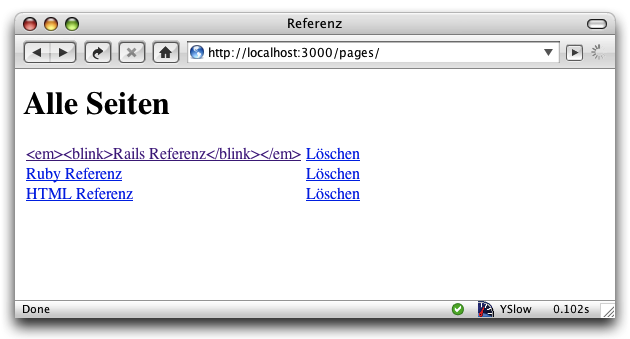 Referenz
http://localhost:3000/pages/
Alle Seiten
<em><blink>Rails Referenz</blink></em> Löschen
Ruby Referenz Löschen
HTML Referenz Löschen
Done YSlow 0.102s